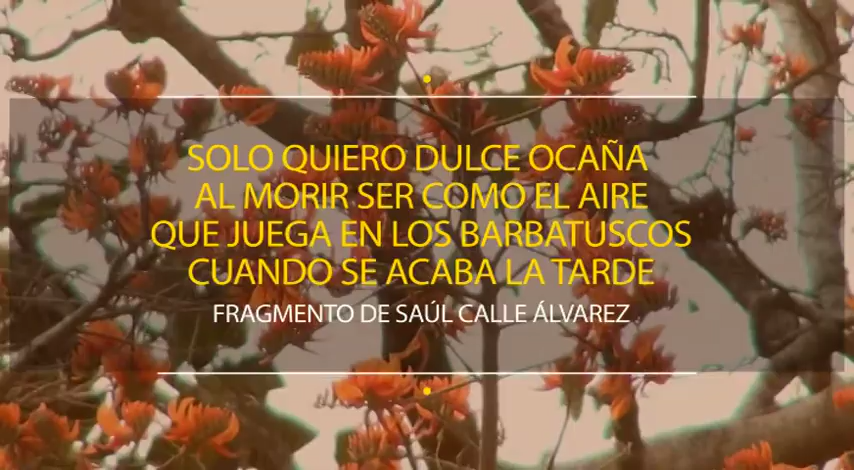 SOLO QUIERO DULCE OCAÑA
AL MORIR SER COMO EL AIRE
QUE JUEGA EN LOS BARBATUSCOS
CUANDO SE ACABA LA TARDE
FRAGMENTO DE SAÚL CALLE ÁLVAREZ